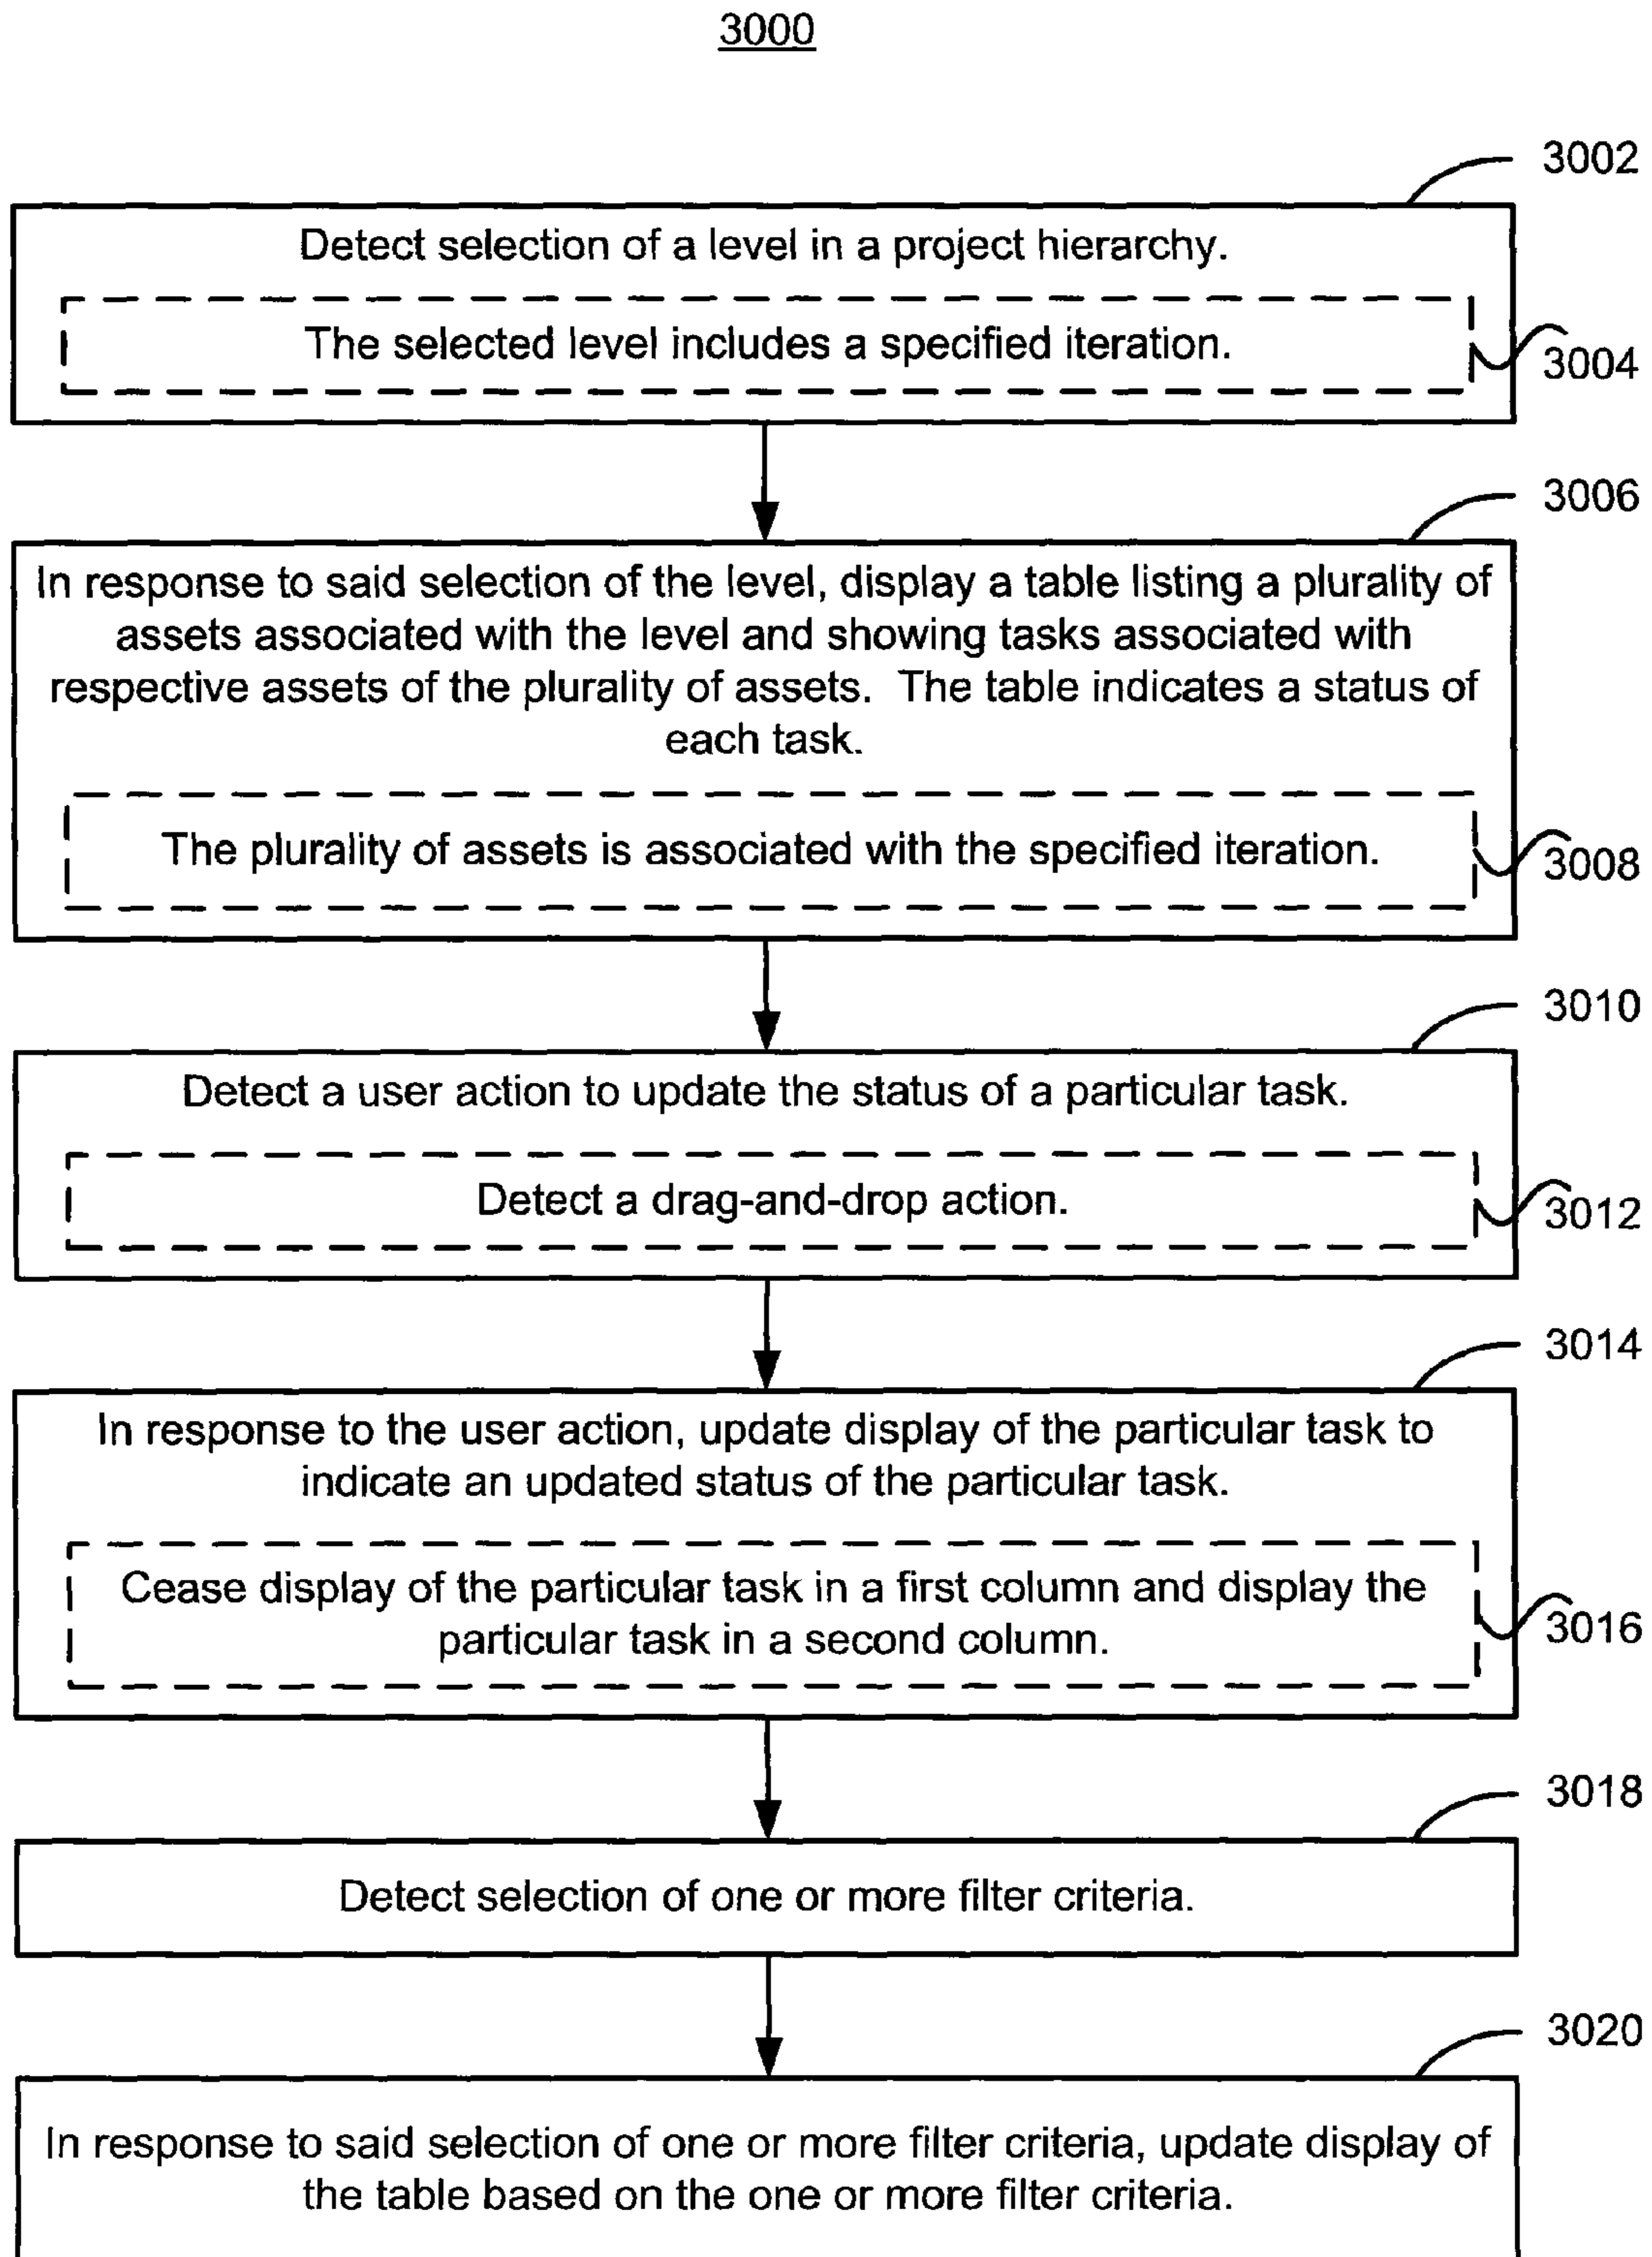 3000
3002
Detect selection of a level in a project hierarchy.
The selected level includes a specified iteration.
3004
3006
In response to said selection of the level, display a table listing a plurality of
assets associated with the level and showing tasks associated with
respective assets of the plurality of assets.  The table indicates a status of
each task.
The plurality of assets is associated with the specified iteration.
3008
3010
Detect a user action to update the status of a particular task.
Detect a drag-and-drop action.
3012
3014
In response to the user action, update display of the particular task to
indicate an updated status of the particular task.
Cease display of the particular task in a first column and display the
particular task in a second column.
3016
3018
Detect selection of one or more filter criteria.
3020
In response to said selection of one or more filter criteria, update display of
the table based on the one or more filter criteria.